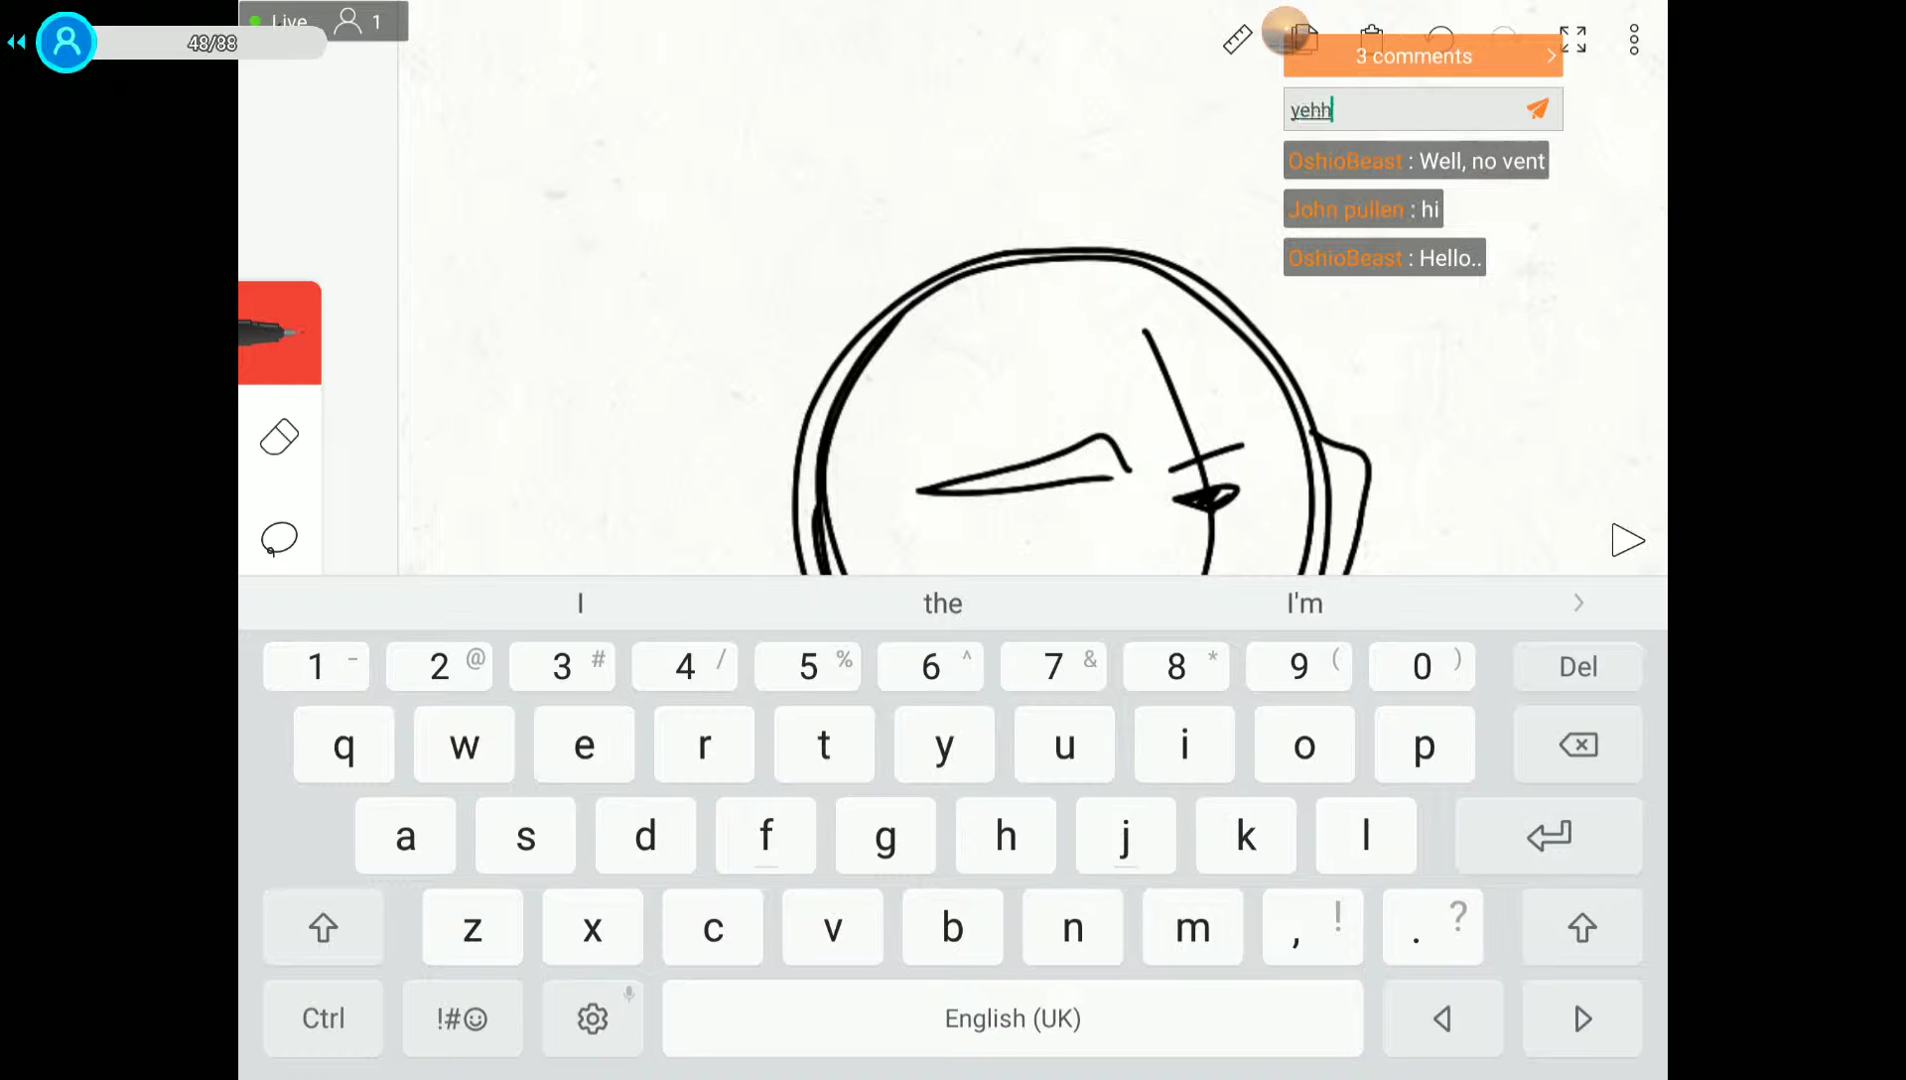 Live 1
48/88
3 comments
yehh
OshioBeast : Well, no vent
John pullen : hi
OshioBeast : Hello..
I the I'm
1 - 2 @ 3 # 4 / 5 % 6 ^ 7 & 8 * 9 ( 0 ) Del
q w e r t y u i o p
a s d f g h j k l
z x c v b n m , ! . ?
Ctrl !#☺ English (UK)